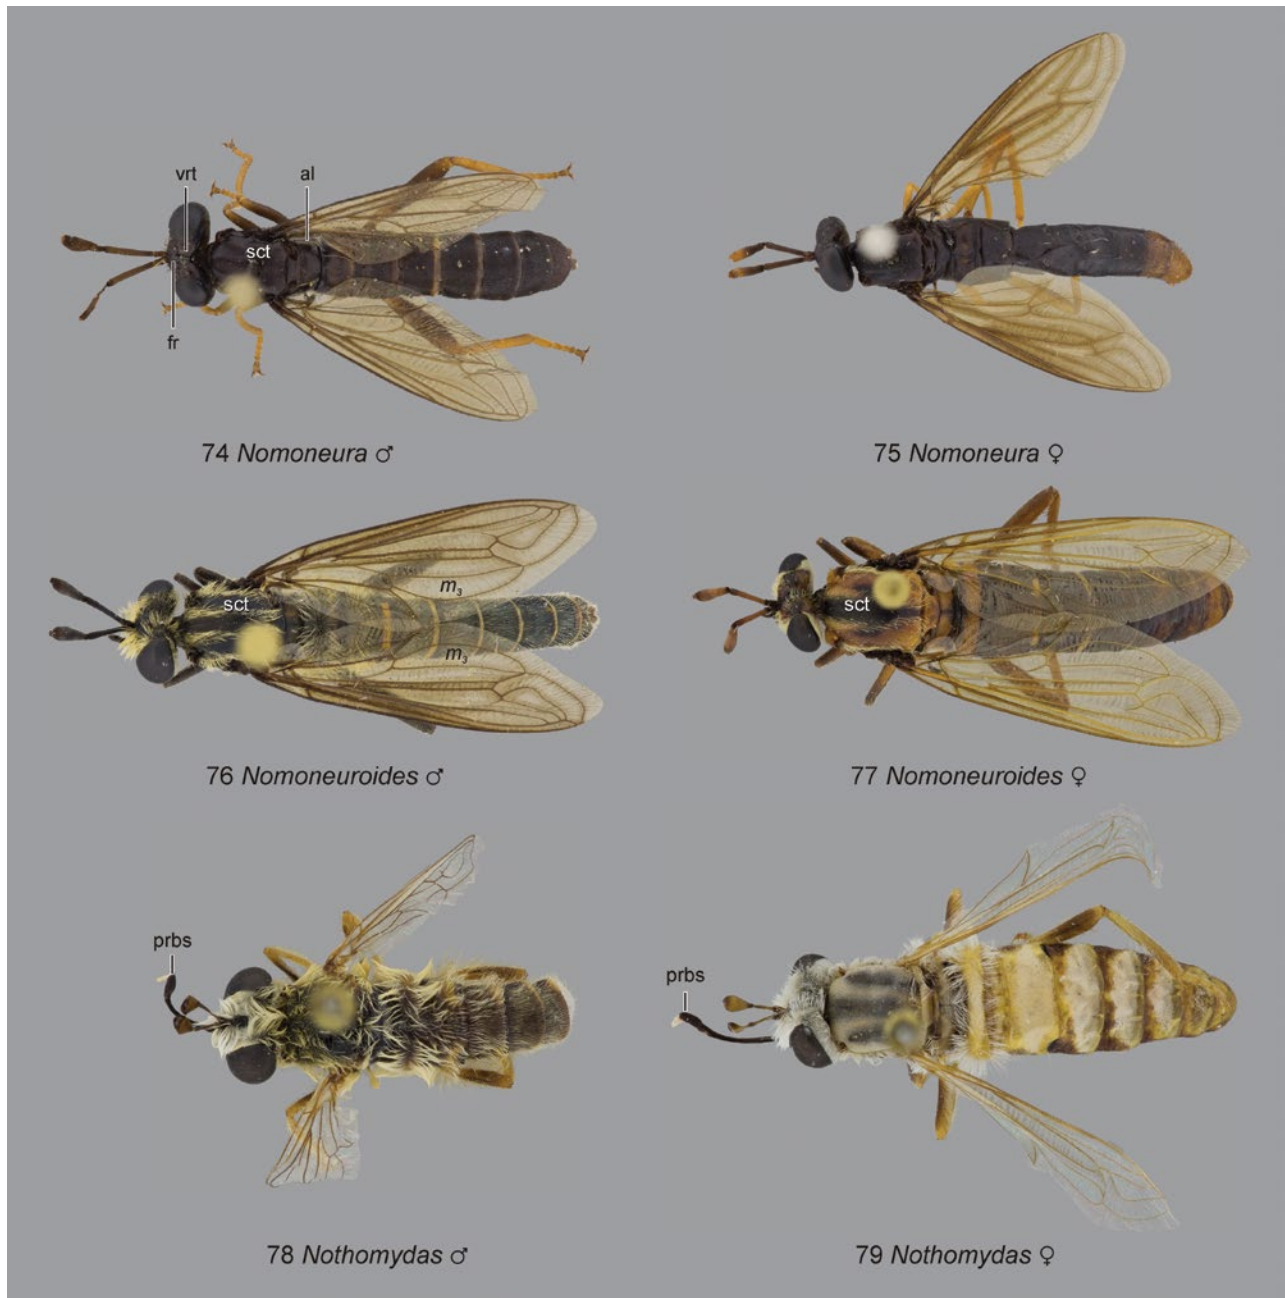 vrt
al
sct
fr
74 Nomoneura ♂
75 Nomoneura ♀
sct
m₃
m₃
sct
76 Nomoneuroides ♂
77 Nomoneuroides ♀
prbs
prbs
78 Nothomydas ♂
79 Nothomydas ♀